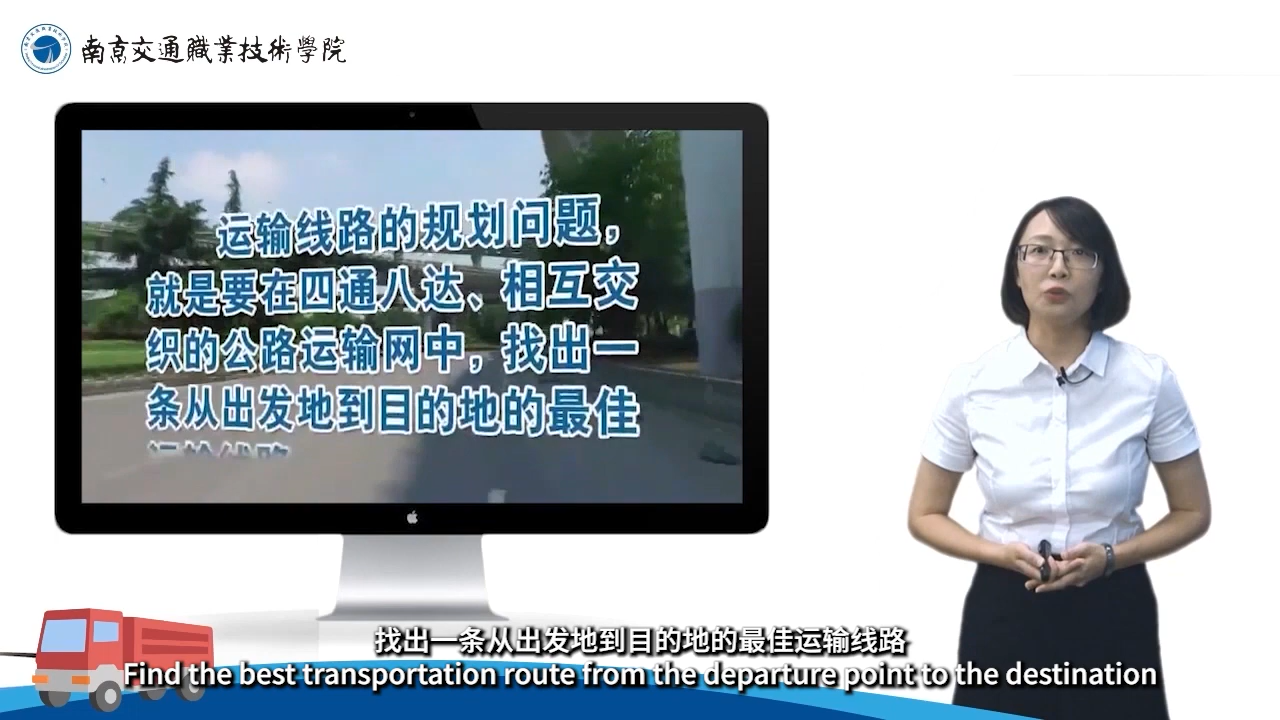 南京交通職業技術學院
运输线路的规划问题，
就是要在四通八达、相互交
织的公路运输网中，找出一
条从出发地到目的地的最佳
运输线路
找出一条从出发地到目的地的最佳运输线路
Find the best transportation route from the departure point to the destination